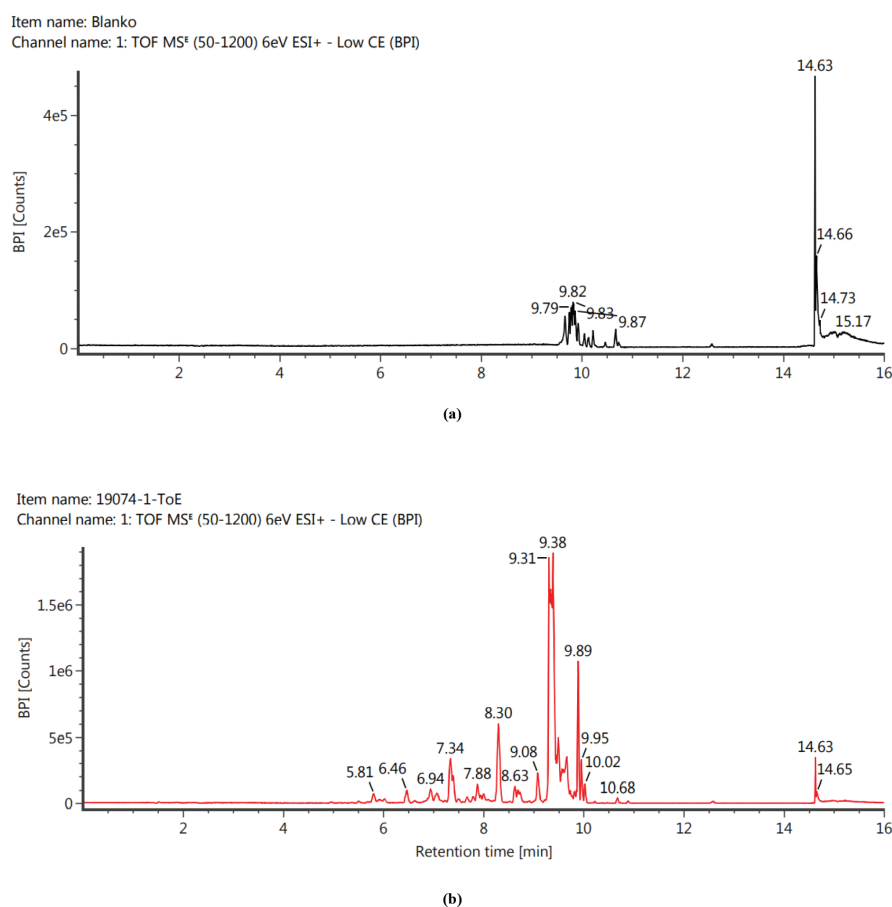 Item name: Blanko
Channel name: 1: TOF MSᴱ (50-1200) 6eV ESI+ - Low CE (BPI)
14.63
4e5
BPI [Counts]
2e5
14.66
9.82
14.73
9.79
9.83
9.87
15.17
0
2 4 6 8 10 12 14 16
(a)
Item name: 19074-1-ToE
Channel name: 1: TOF MSᴱ (50-1200) 6eV ESI+ - Low CE (BPI)
9.38
9.31
1.5e6
BPI [Counts]
1e6
9.89
8.30
5e5
7.34
9.08
9.95
14.63
5.81
6.46
6.94
7.88
8.63
10.02
10.68
14.65
0
2 4 6 8 10 12 14 16
Retention time [min]
(b)